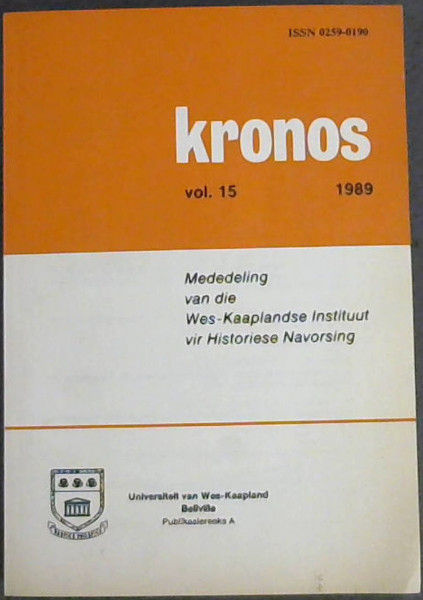 ISSN 0259-0190
kronos
vol. 15 1989
Mededeling
van die
Wes-Kaaplandse Instituut
vir Historiese Navorsing
Universiteit van Wes-Kaapland
Bellville
Publikasiereeks A